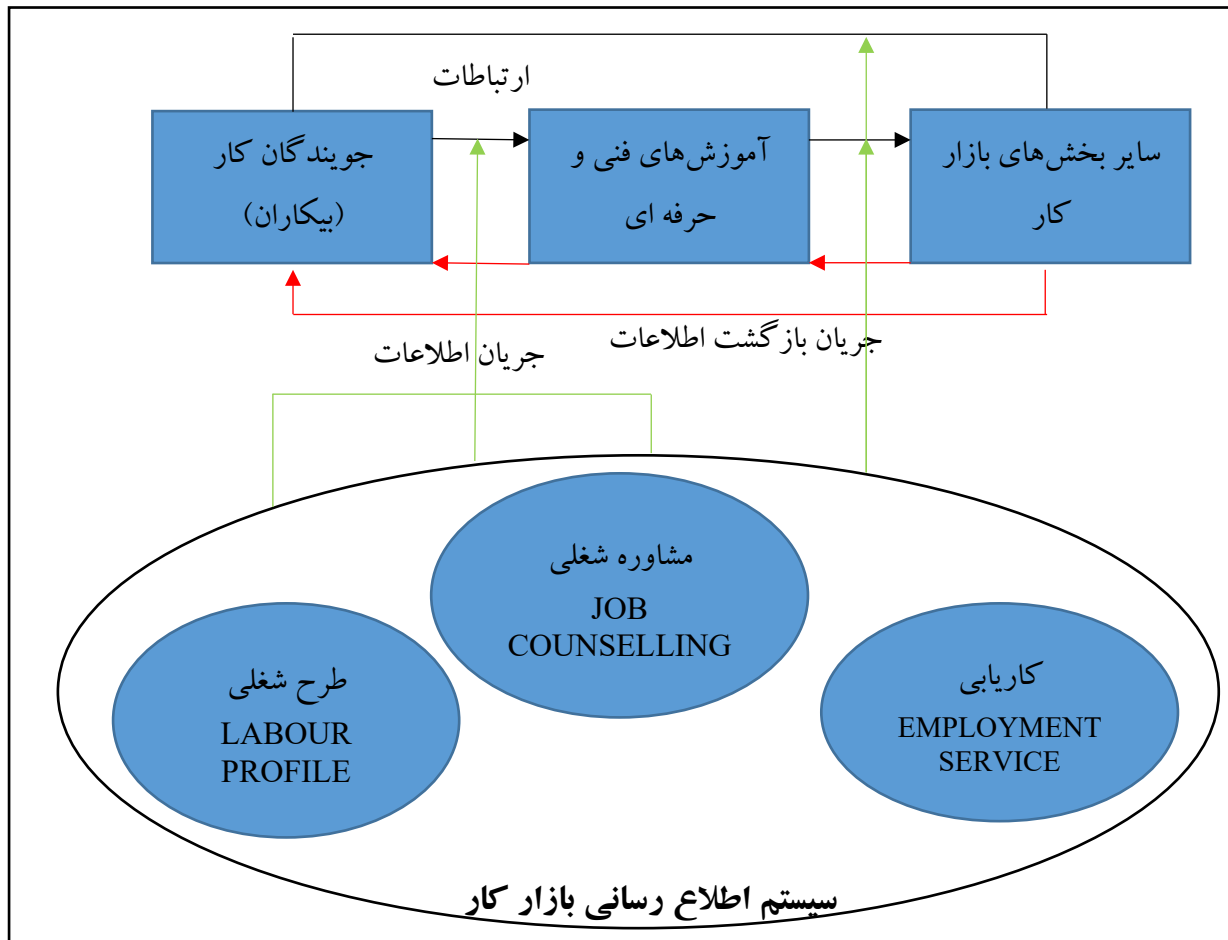 ارتباطات
جویندگان کار
(بیکاران)
آموزش‌های فنی و
حرفه ای
سایر بخش‌های بازار
کار
جریان بازگشت اطلاعات
جریان اطلاعات
مشاوره شغلی
JOB
COUNSELLING
طرح شغلی
LABOUR
PROFILE
کاریابی
EMPLOYMENT
SERVICE
سیستم اطلاع رسانی بازار کار